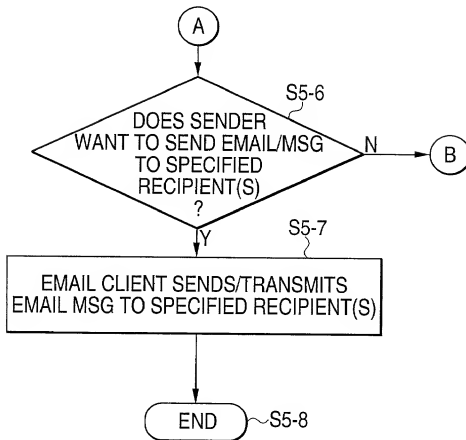 A
S5-6
DOES SENDER
WANT TO SEND EMAIL/MSG
TO SPECIFIED
RECIPIENT(S)
?
N
B
Y
S5-7
EMAIL CLIENT SENDS/TRANSMITS
EMAIL MSG TO SPECIFIED RECIPIENT(S)
END
S5-8